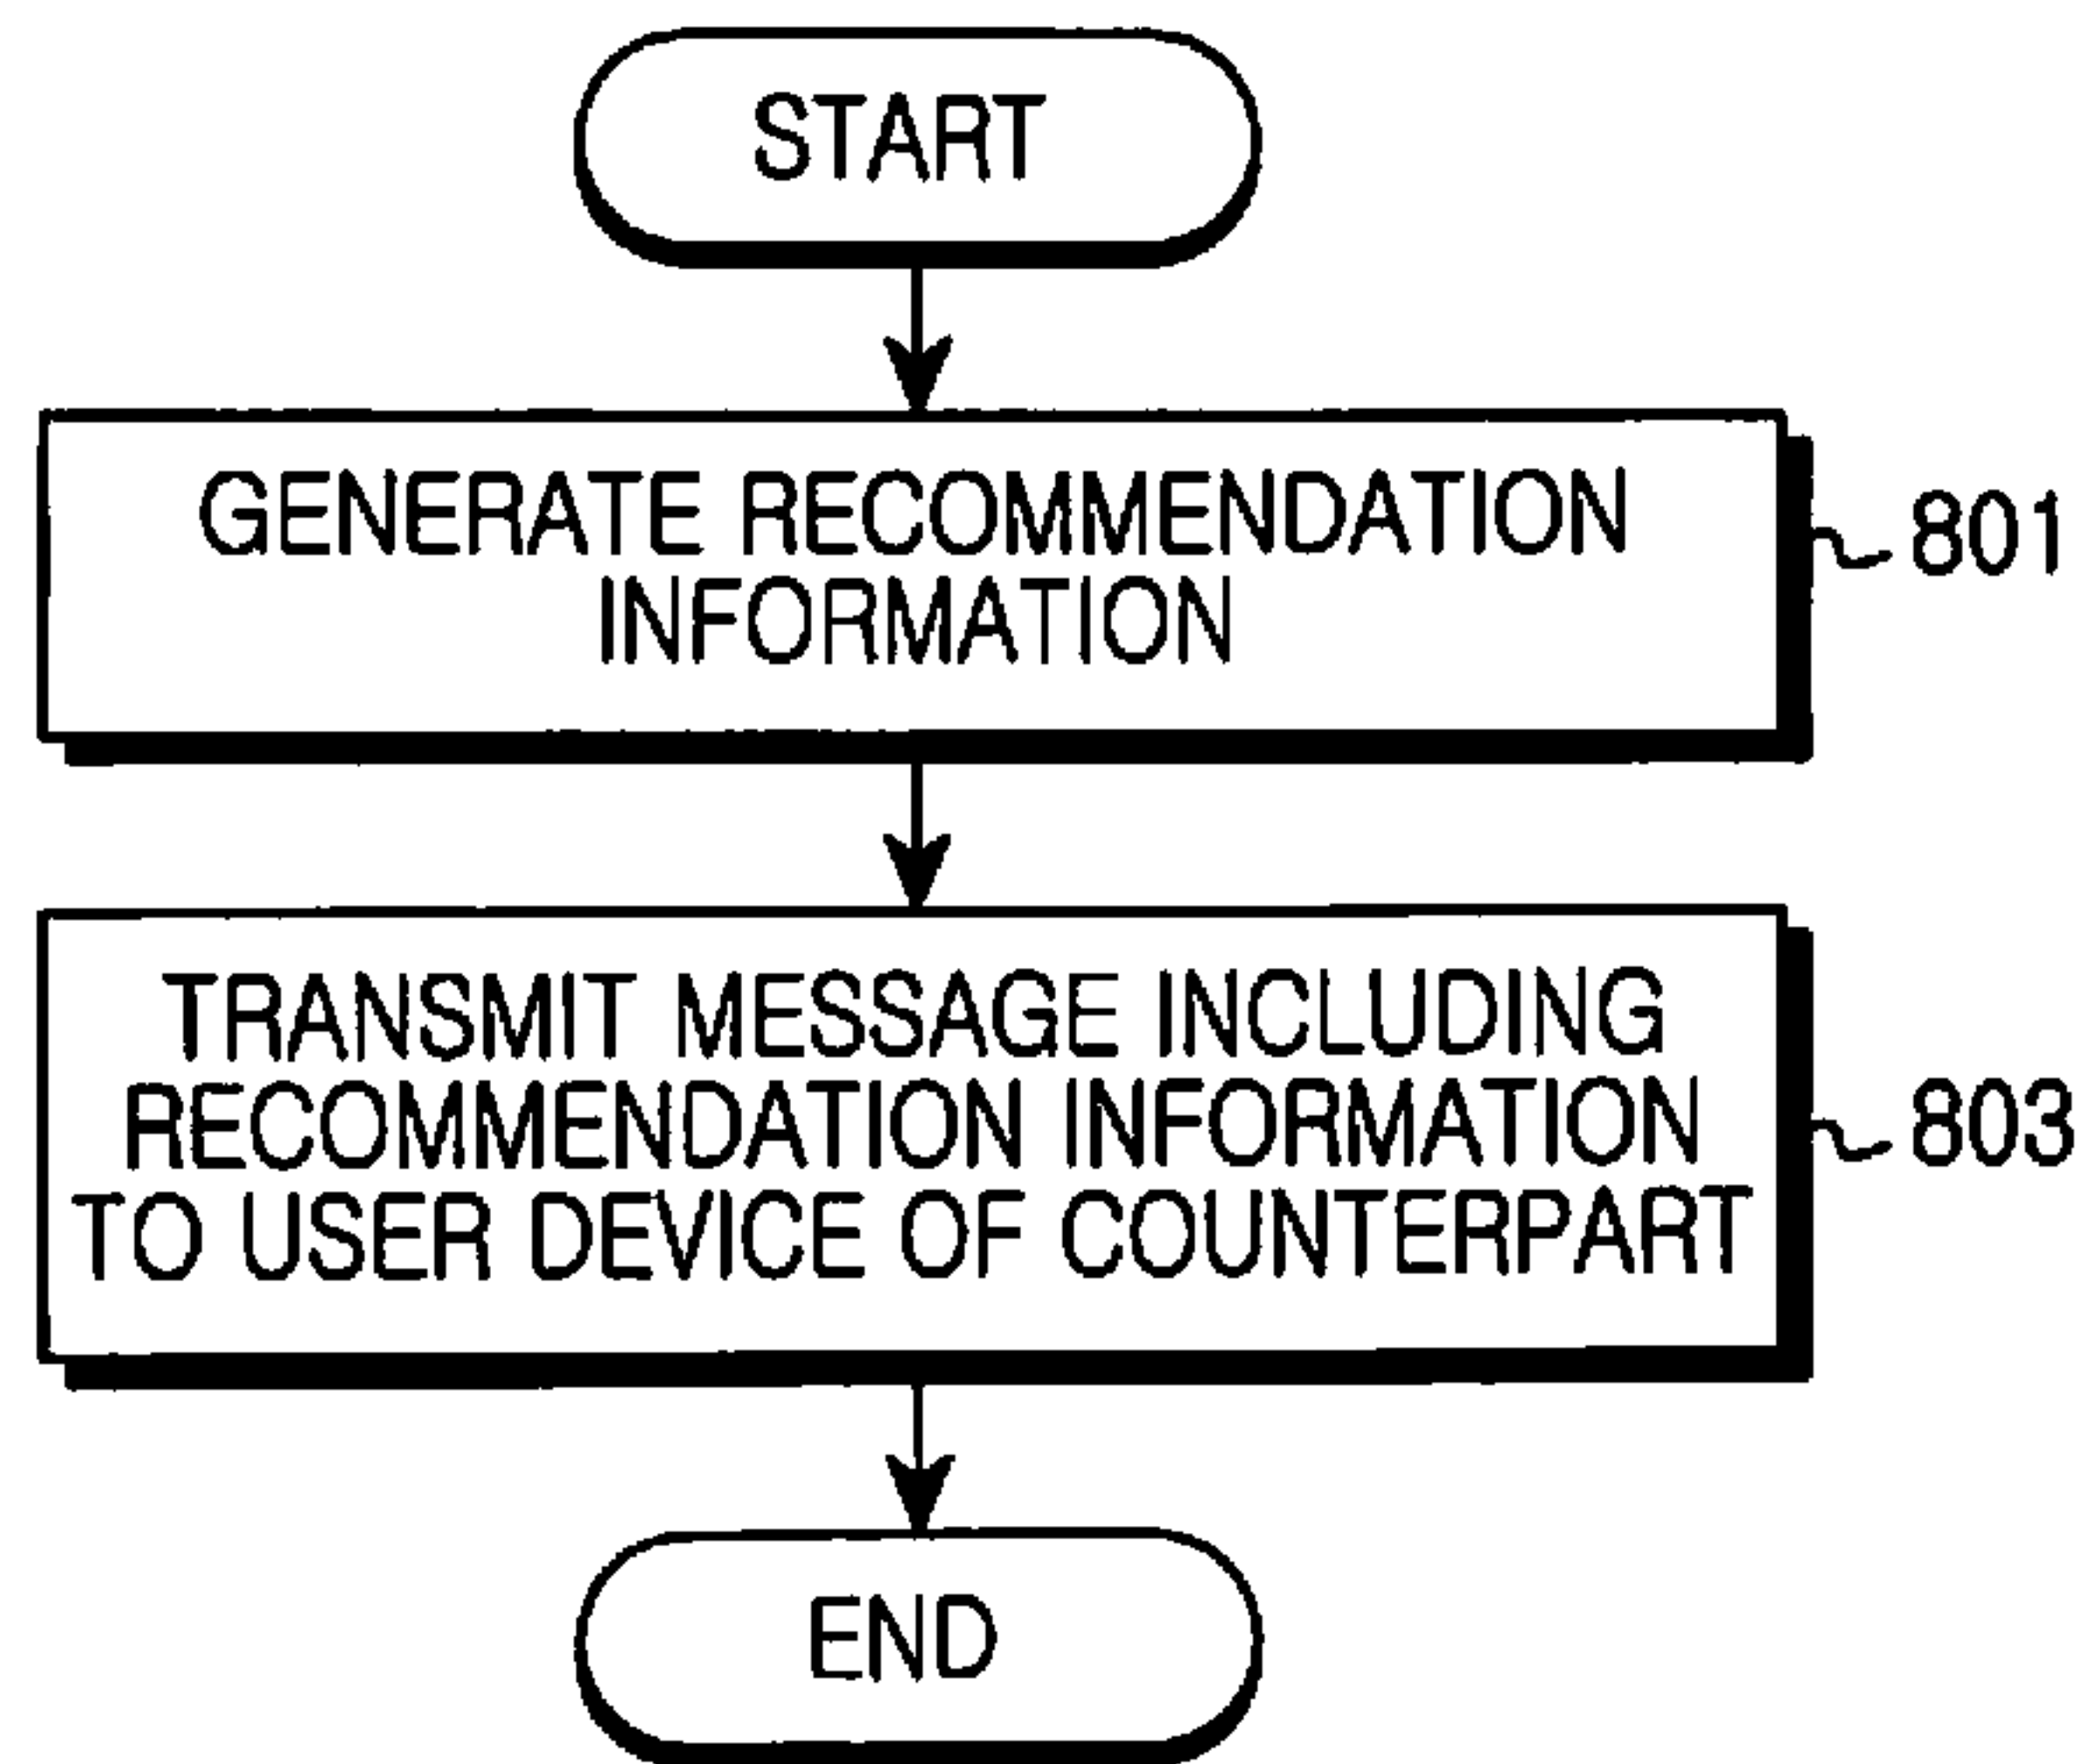 START
GENERATE RECOMMENDATION
INFORMATION
801
TRANSMIT MESSAGE INCLUDING
RECOMMENDATION INFORMATION
TO USER DEVICE OF COUNTERPART
803
END